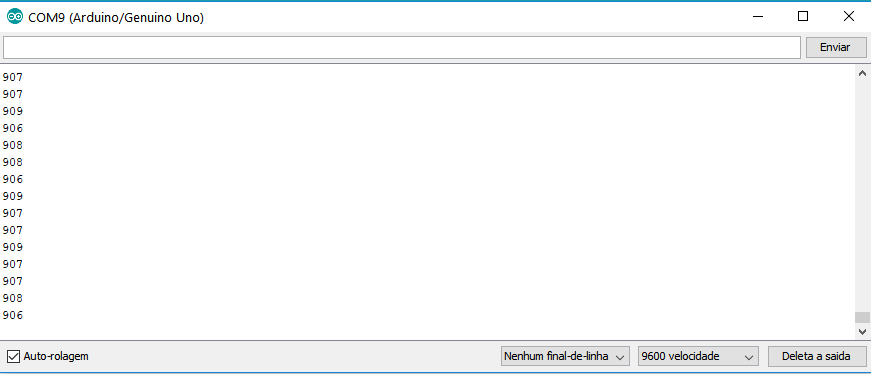 COM9 (Arduino/Genuino Uno)
Enviar
907
907
909
906
908
908
906
909
907
907
909
907
907
908
906
Auto-rolagem
Nenhum final-de-linha
9600 velocidade
Deleta a saida